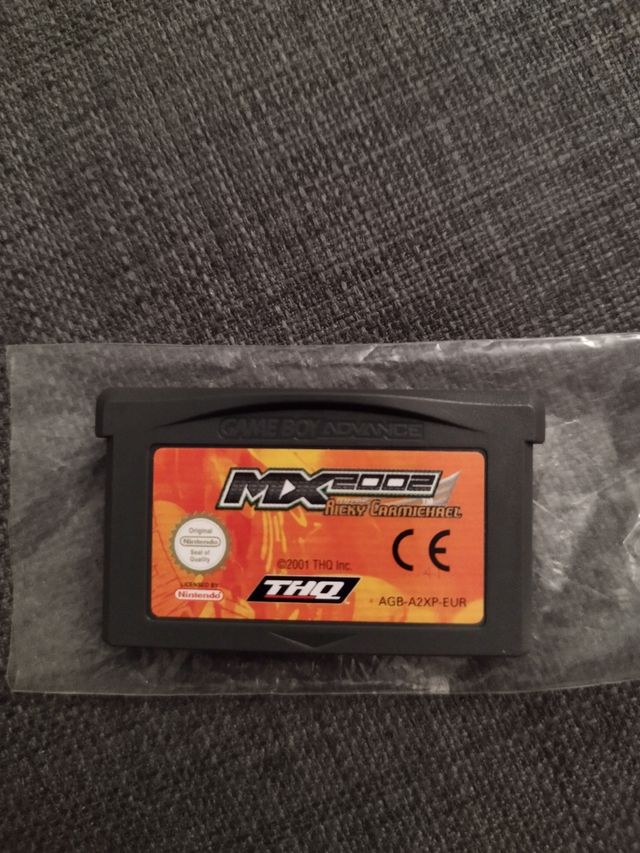 GAME BOY ADVANCE
MX2002
FEATURING
RICKY CARMICHAEL
Original
Nintendo
Seal of
Quality
©2001 THQ Inc.
LICENSED BY
Nintendo
THQ
CE
AGB-A2XP-EUR